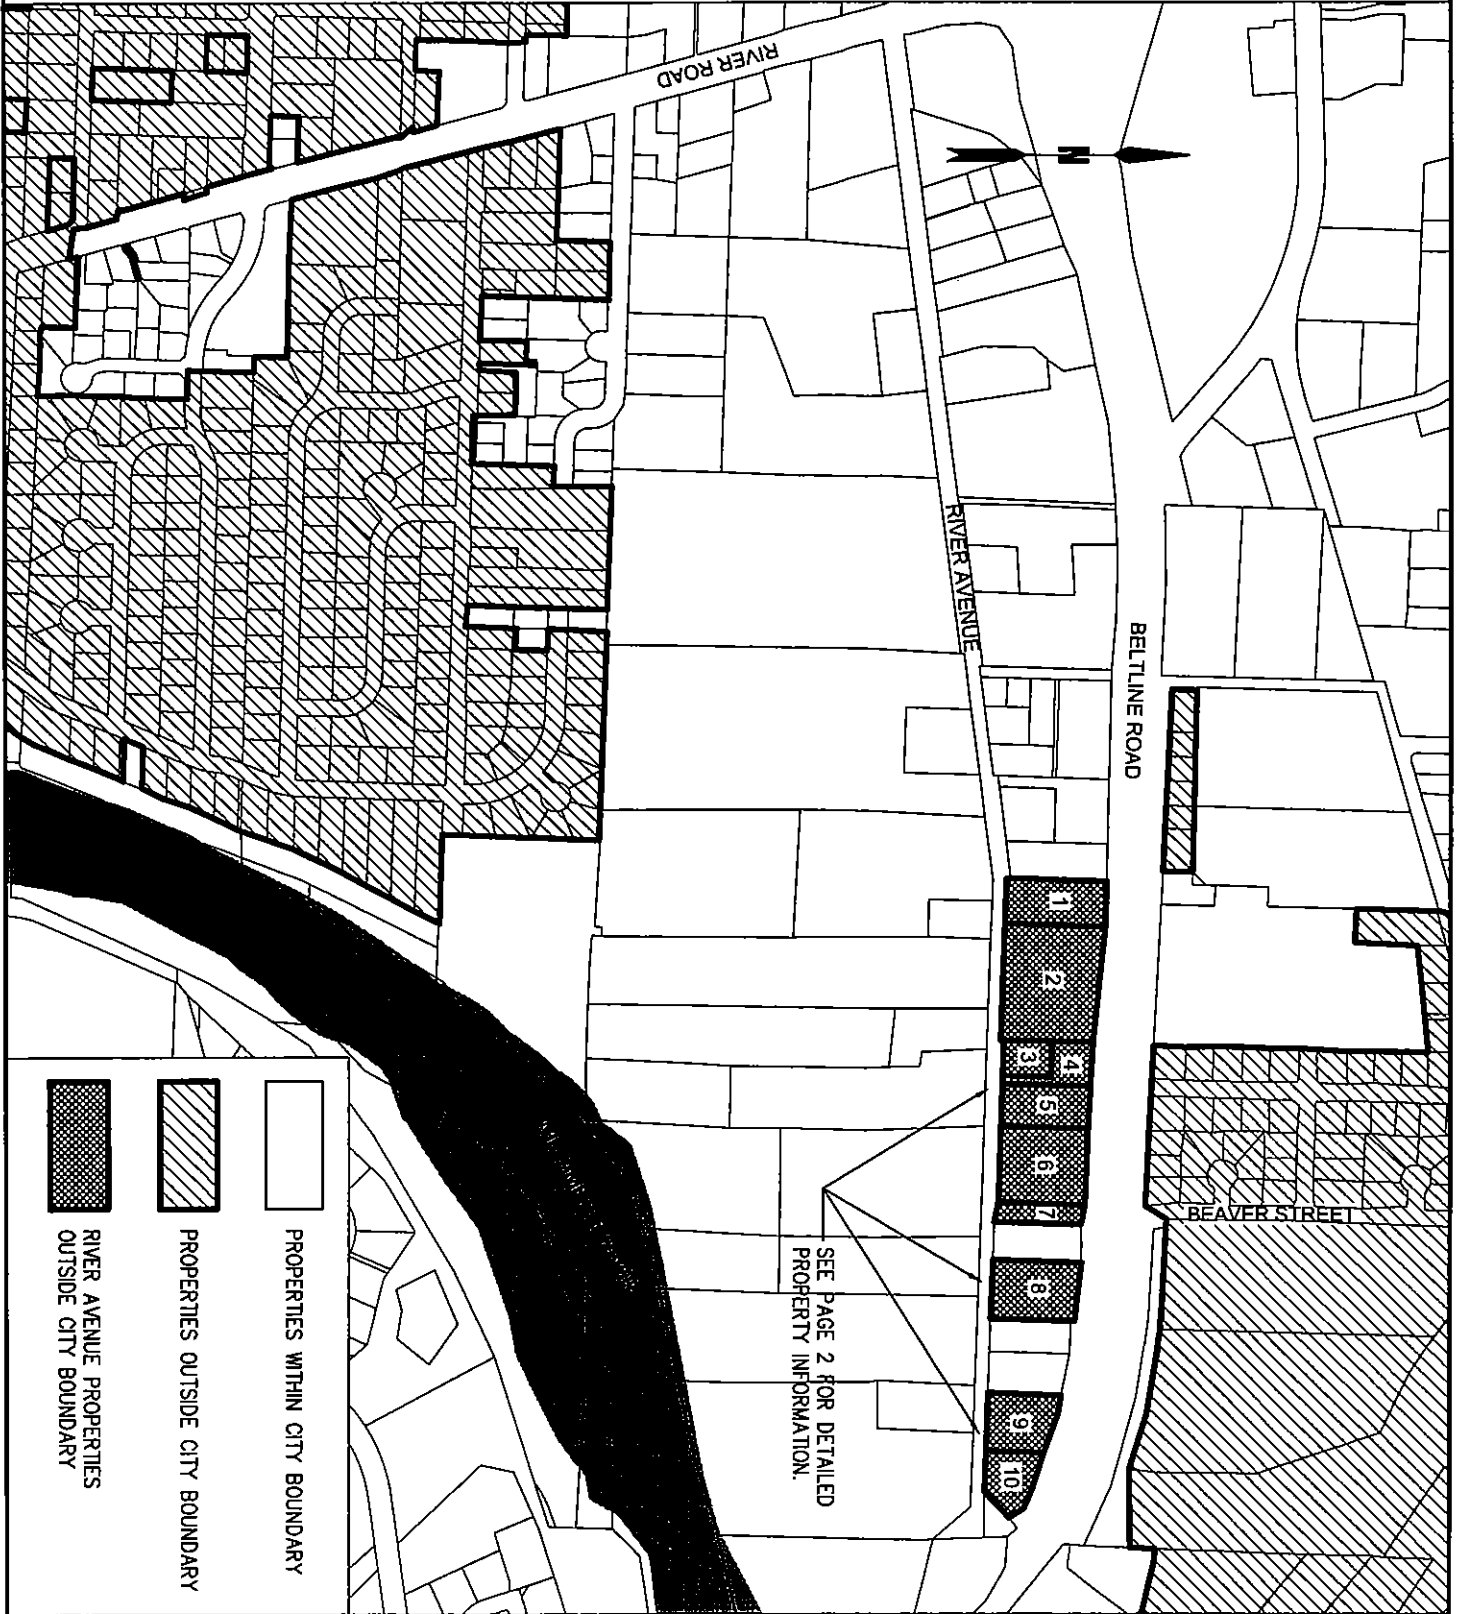 RIVER ROAD
N
RIVER AVENUE
BELTLINE ROAD
1
2
3
4
5
6
7
8
9
10
BEAVER STREET
SEE PAGE 2 FOR DETAILED
PROPERTY INFORMATION.
PROPERTIES WITHIN CITY BOUNDARY
PROPERTIES OUTSIDE CITY BOUNDARY
RIVER AVENUE PROPERTIES
OUTSIDE CITY BOUNDARY